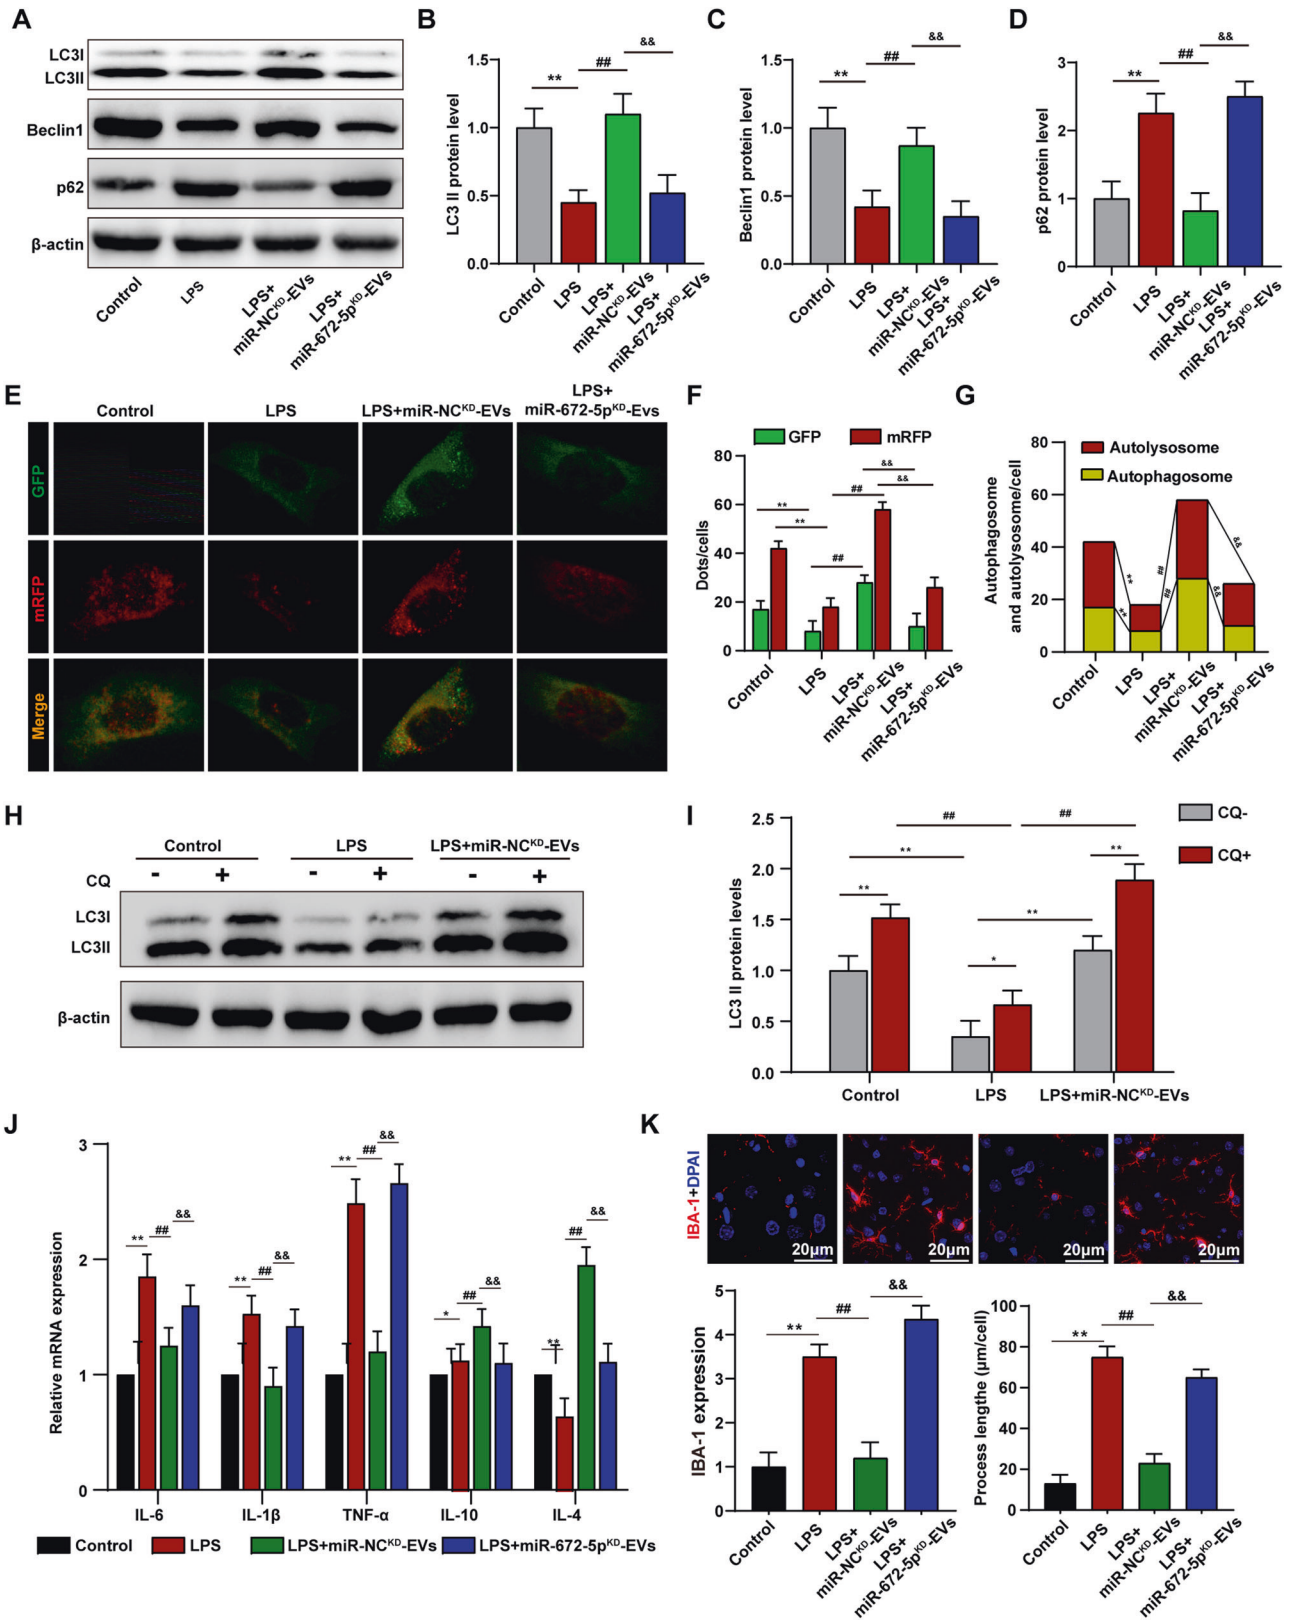 A
LC3I
LC3II
Beclin1
p62
β-actin
Control
LPS
LPS+
miR-NCKD-EVs
LPS+
miR-672-5pKD-EVs
B
LC3 II protein level
1.5
1.0
0.5
0.0
**
##
&&
Control
LPS
LPS+
miR-NCKD-EVs
LPS+
miR-672-5pKD-EVs
C
Beclin1 protein level
1.5
1.0
0.5
0.0
**
##
&&
Control
LPS
LPS+
miR-NCKD-EVs
LPS+
miR-672-5pKD-EVs
D
p62 protein level
3
2
1
0
**
##
&&
Control
LPS
LPS+
miR-NCKD-EVs
LPS+
miR-672-5pKD-EVs
E
Control
LPS
LPS+miR-NCKD-EVs
LPS+
miR-672-5pKD-Evs
GFP
mRFP
Merge
F
GFP
mRFP
Dots/cells
80
60
40
20
0
**
**
##
##
&&
&&
Control
LPS
LPS+
miR-NCKD-EVs
LPS+
miR-672-5pKD-EVs
G
Autolysosome
Autophagosome
Autophagosome
and autolysosome/cell
80
60
40
20
0
**
**
##
##
&&
&&
Control
LPS
LPS+
miR-NCKD-EVs
LPS+
miR-672-5pKD-EVs
H
Control
LPS
LPS+miR-NCKD-EVs
CQ
- + - + - +
LC3I
LC3II
β-actin
I
CQ-
CQ+
LC3 II protein levels
2.5
2.0
1.5
1.0
0.5
0.0
##
##
**
**
**
**
*
Control
LPS
LPS+miR-NCKD-EVs
J
Relative mRNA expression
3
2
1
0
** ## &&
** ## &&
** ## &&
* ## &&
** ## &&
IL-6
IL-1β
TNF-α
IL-10
IL-4
Control
LPS
LPS+miR-NCKD-EVs
LPS+miR-672-5pKD-EVs
K
IBA-1+DPAI
20μm
20μm
20μm
20μm
IBA-1 expression
5
4
3
2
1
0
**
##
&&
Control
LPS
LPS+
miR-NCKD-EVs
LPS+
miR-672-5pKD-EVs
Process lengthe (μm/cell)
100
80
60
40
20
0
**
##
&&
Control
LPS
LPS+
miR-NCKD-EVs
LPS+
miR-672-5pKD-EVs